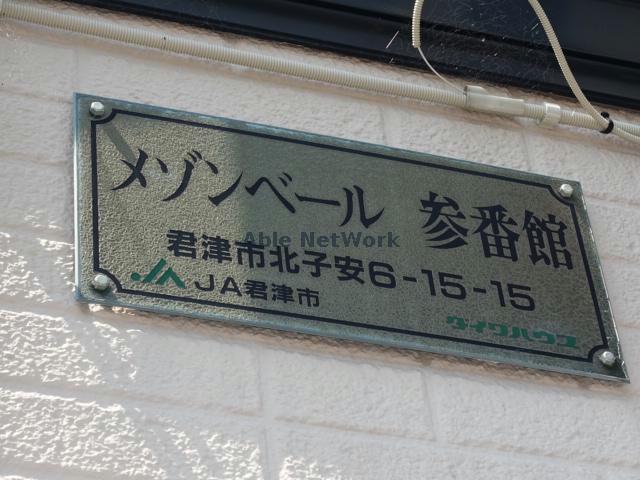 メゾンベール 参番館
君津市北子安6-15-15
Able NetWork
JA JA君津市
ダイワハウス